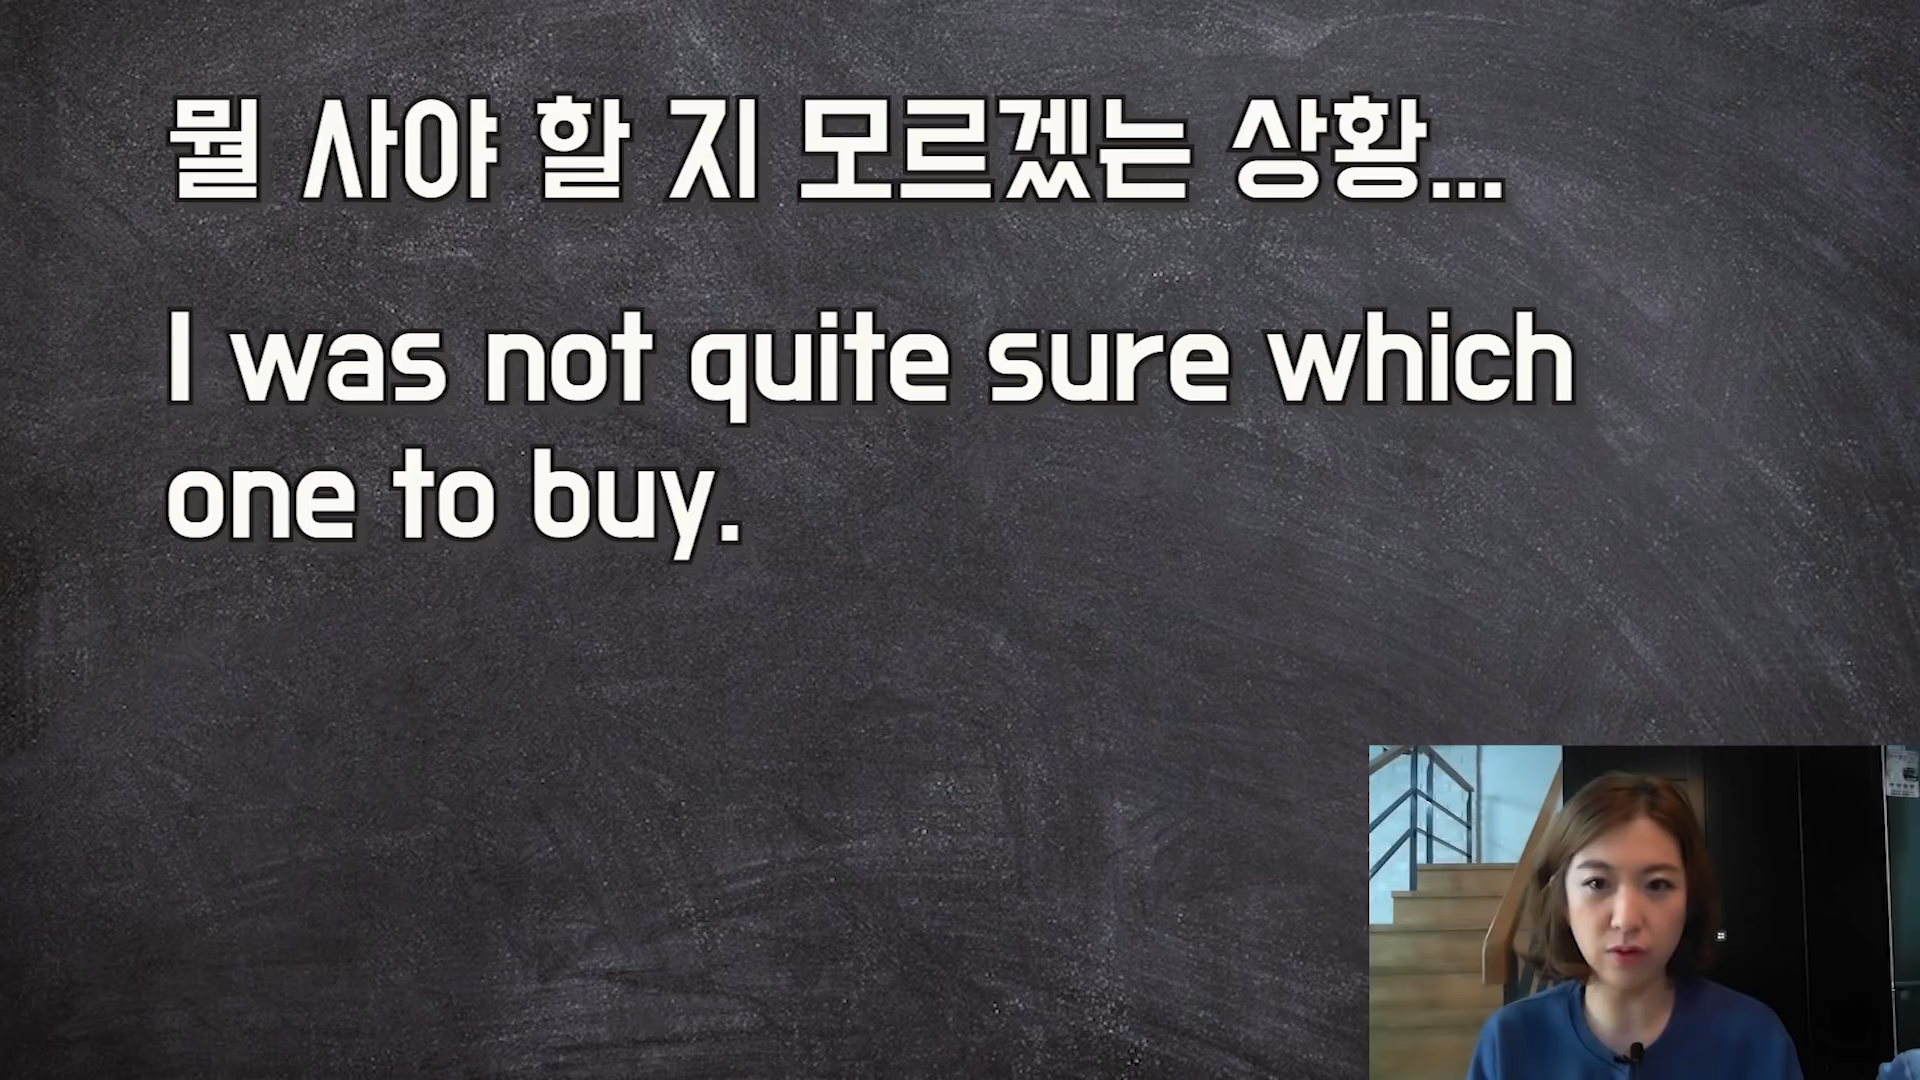 뭘 사야 할 지 모르겠는 상황...
I was not quite sure which
one to buy.